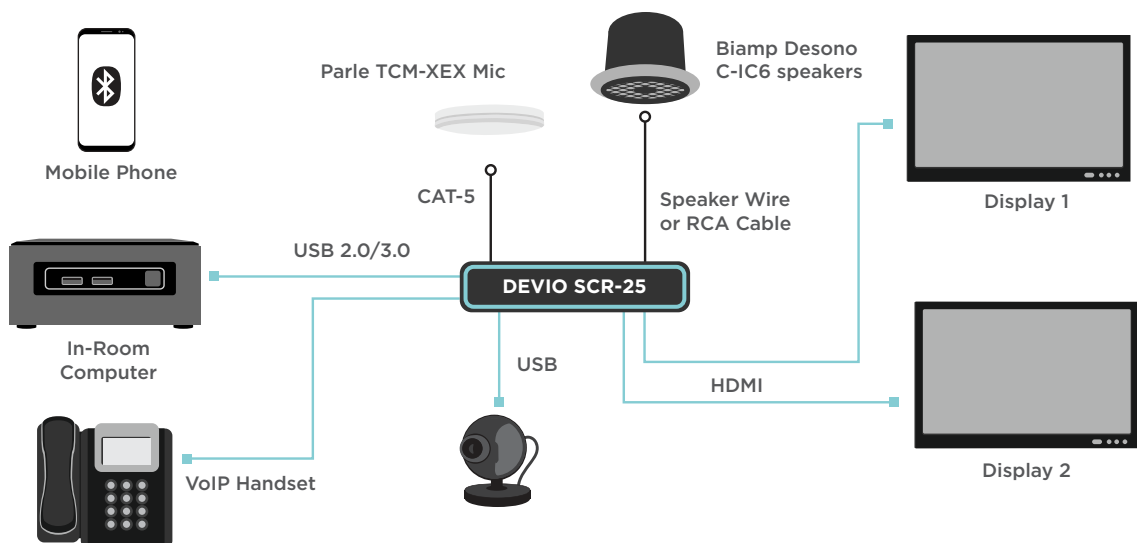 Parle TCM-XEX Mic
Biamp Desono
C-IC6 speakers
Mobile Phone
CAT-5
Speaker Wire
or RCA Cable
Display 1
USB 2.0/3.0
DEVIO SCR-25
In-Room
Computer
USB
HDMI
VoIP Handset
Display 2